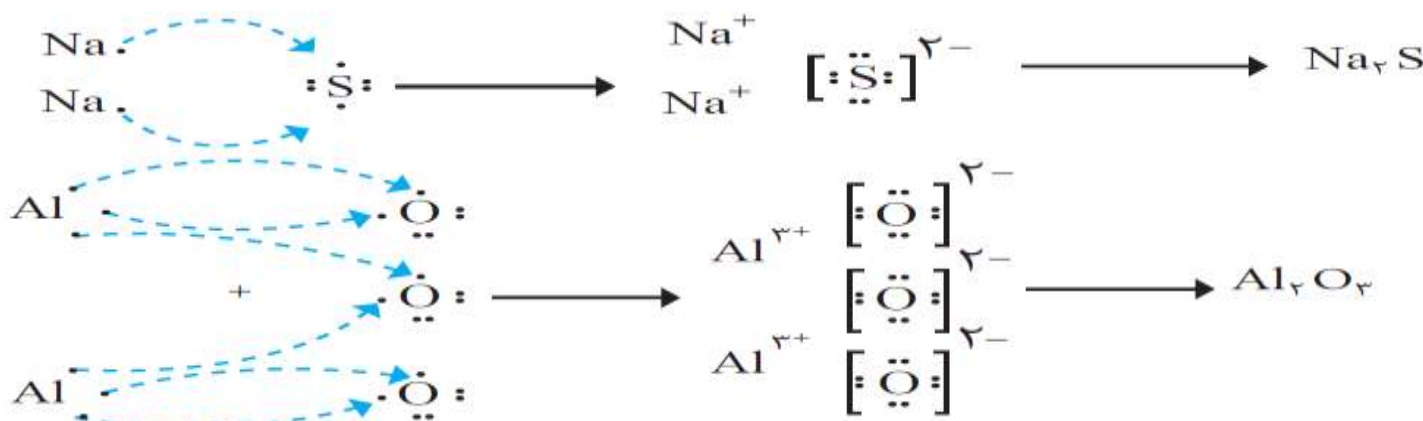 Na Na⁺ [S]²⁻ Na₂S
Na S Na⁺
Al O [O]²⁻
+ O Al³⁺ [O]²⁻ Al₂O₃
Al O Al³⁺ [O]²⁻